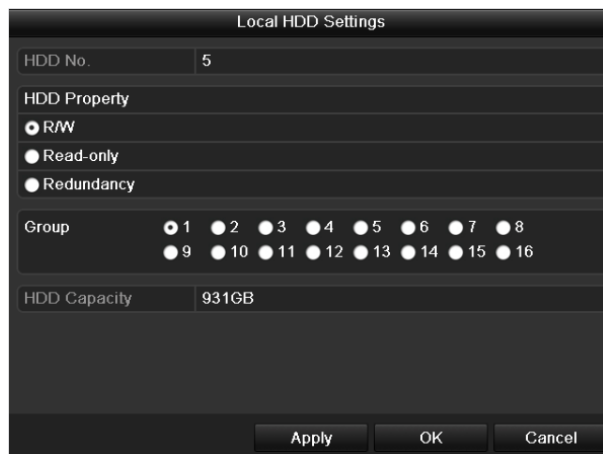 Local HDD Settings
HDD No. 5
HDD Property
R/W
Read-only
Redundancy
Group 1 2 3 4 5 6 7 8
9 10 11 12 13 14 15 16
HDD Capacity 931GB
Apply OK Cancel